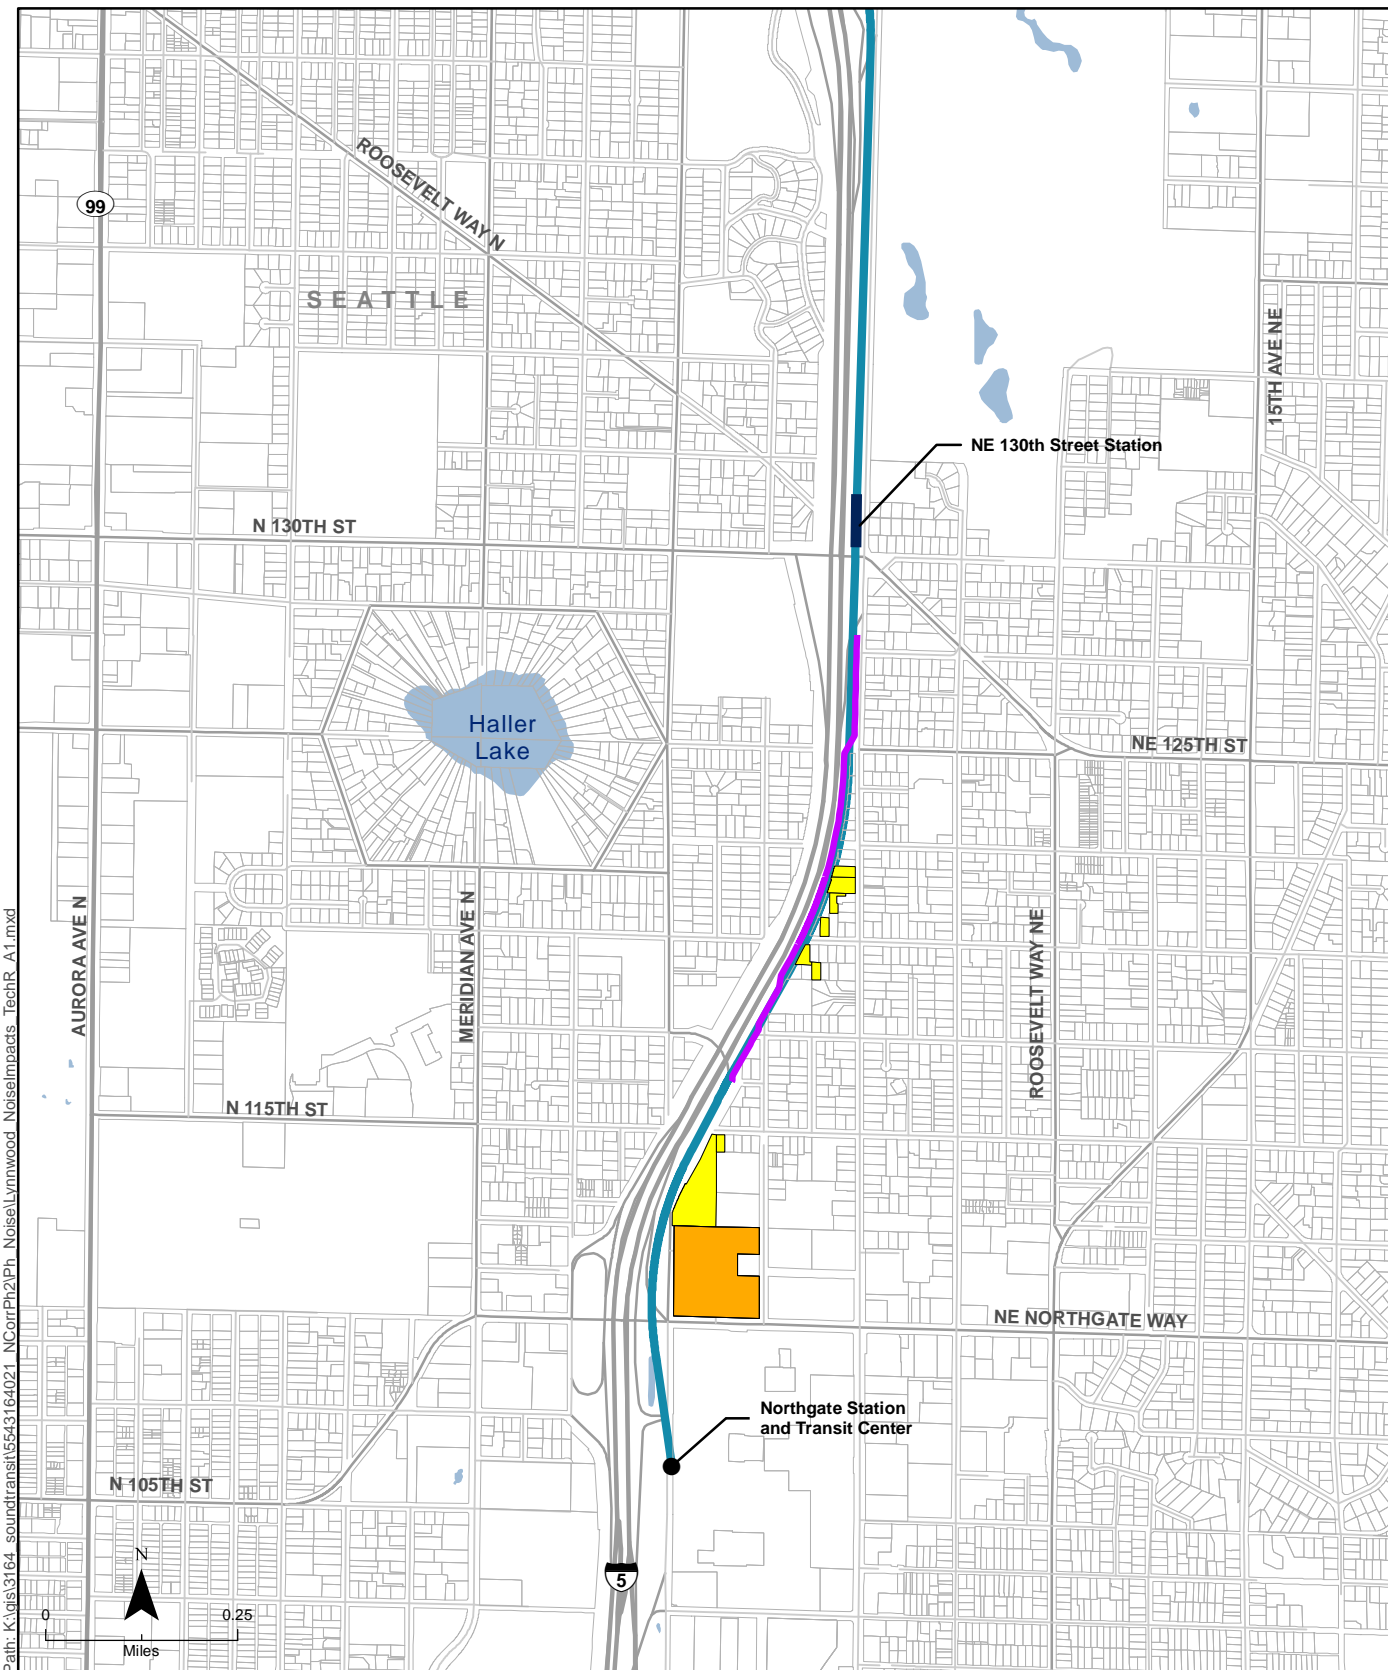 ROOSEVELT WAY N
99
SEATTLE
15TH AVE NE
NE 130th Street Station
N 130TH ST
Haller
Lake
NE 125TH ST
AURORA AVE N
MERIDIAN AVE N
ROOSEVELT WAY NE
N 115TH ST
NE NORTHGATE WAY
Northgate Station
and Transit Center
N 105TH ST
N
5
0
0.25
Miles
Path: K:\gis\3164_soundtransit\5543164021_NCorrPh2\Ph_Noise\Lynnwood_NoiseImpacts_TechR_A1.mxd